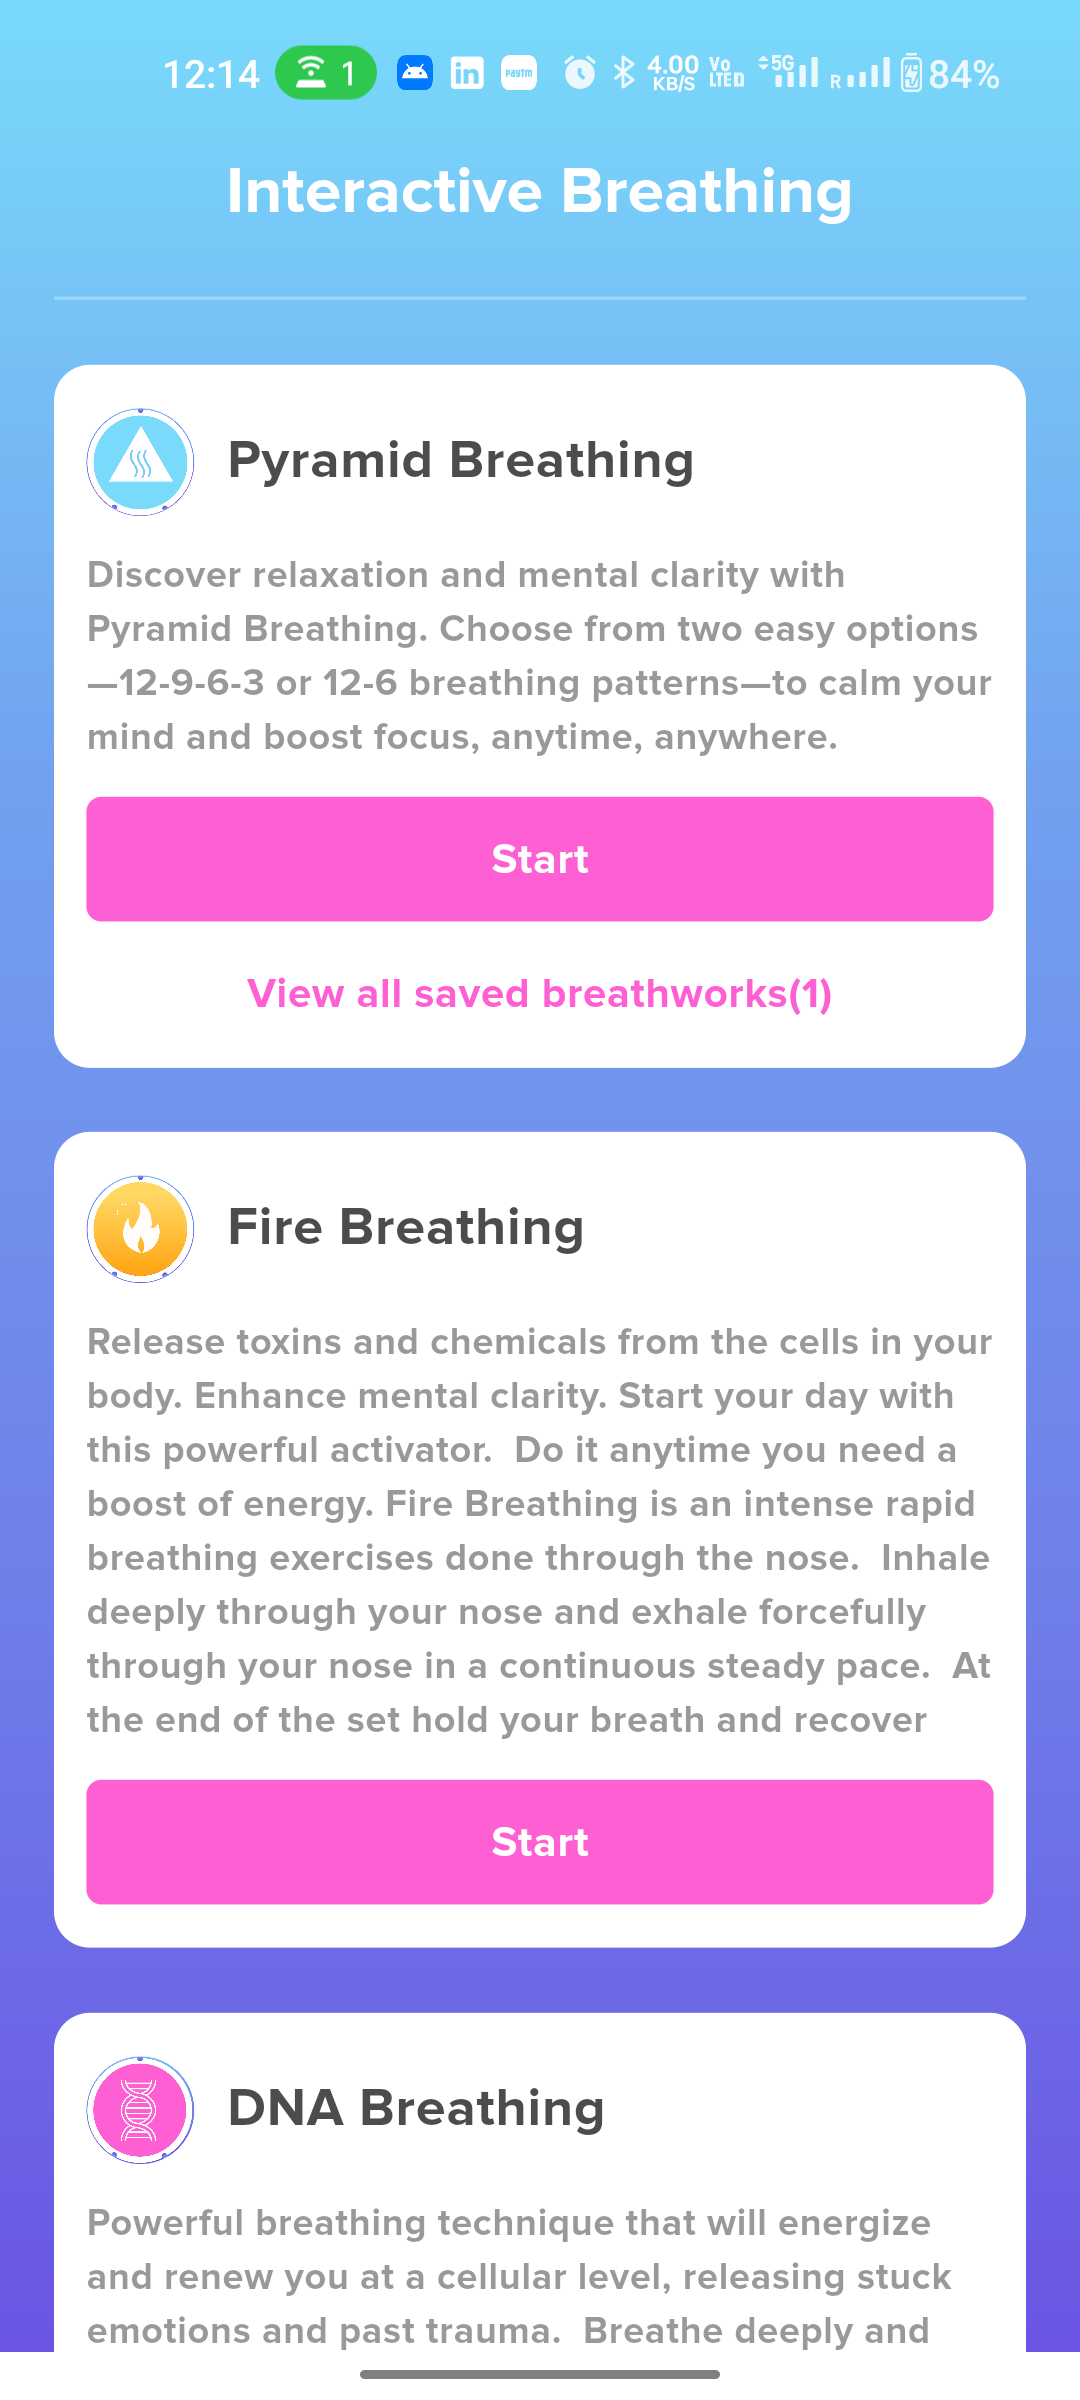 12:14 1 in paytm 4.00 KB/S Vo LTE D 5G R 84%
Interactive Breathing
Pyramid Breathing
Discover relaxation and mental clarity with
Pyramid Breathing. Choose from two easy options
—12-9-6-3 or 12-6 breathing patterns—to calm your
mind and boost focus, anytime, anywhere.
Start
View all saved breathworks(1)
Fire Breathing
Release toxins and chemicals from the cells in your
body. Enhance mental clarity. Start your day with
this powerful activator.  Do it anytime you need a
boost of energy. Fire Breathing is an intense rapid
breathing exercises done through the nose.  Inhale
deeply through your nose and exhale forcefully
through your nose in a continuous steady pace.  At
the end of the set hold your breath and recover
Start
DNA Breathing
Powerful breathing technique that will energize
and renew you at a cellular level, releasing stuck
emotions and past trauma.  Breathe deeply and